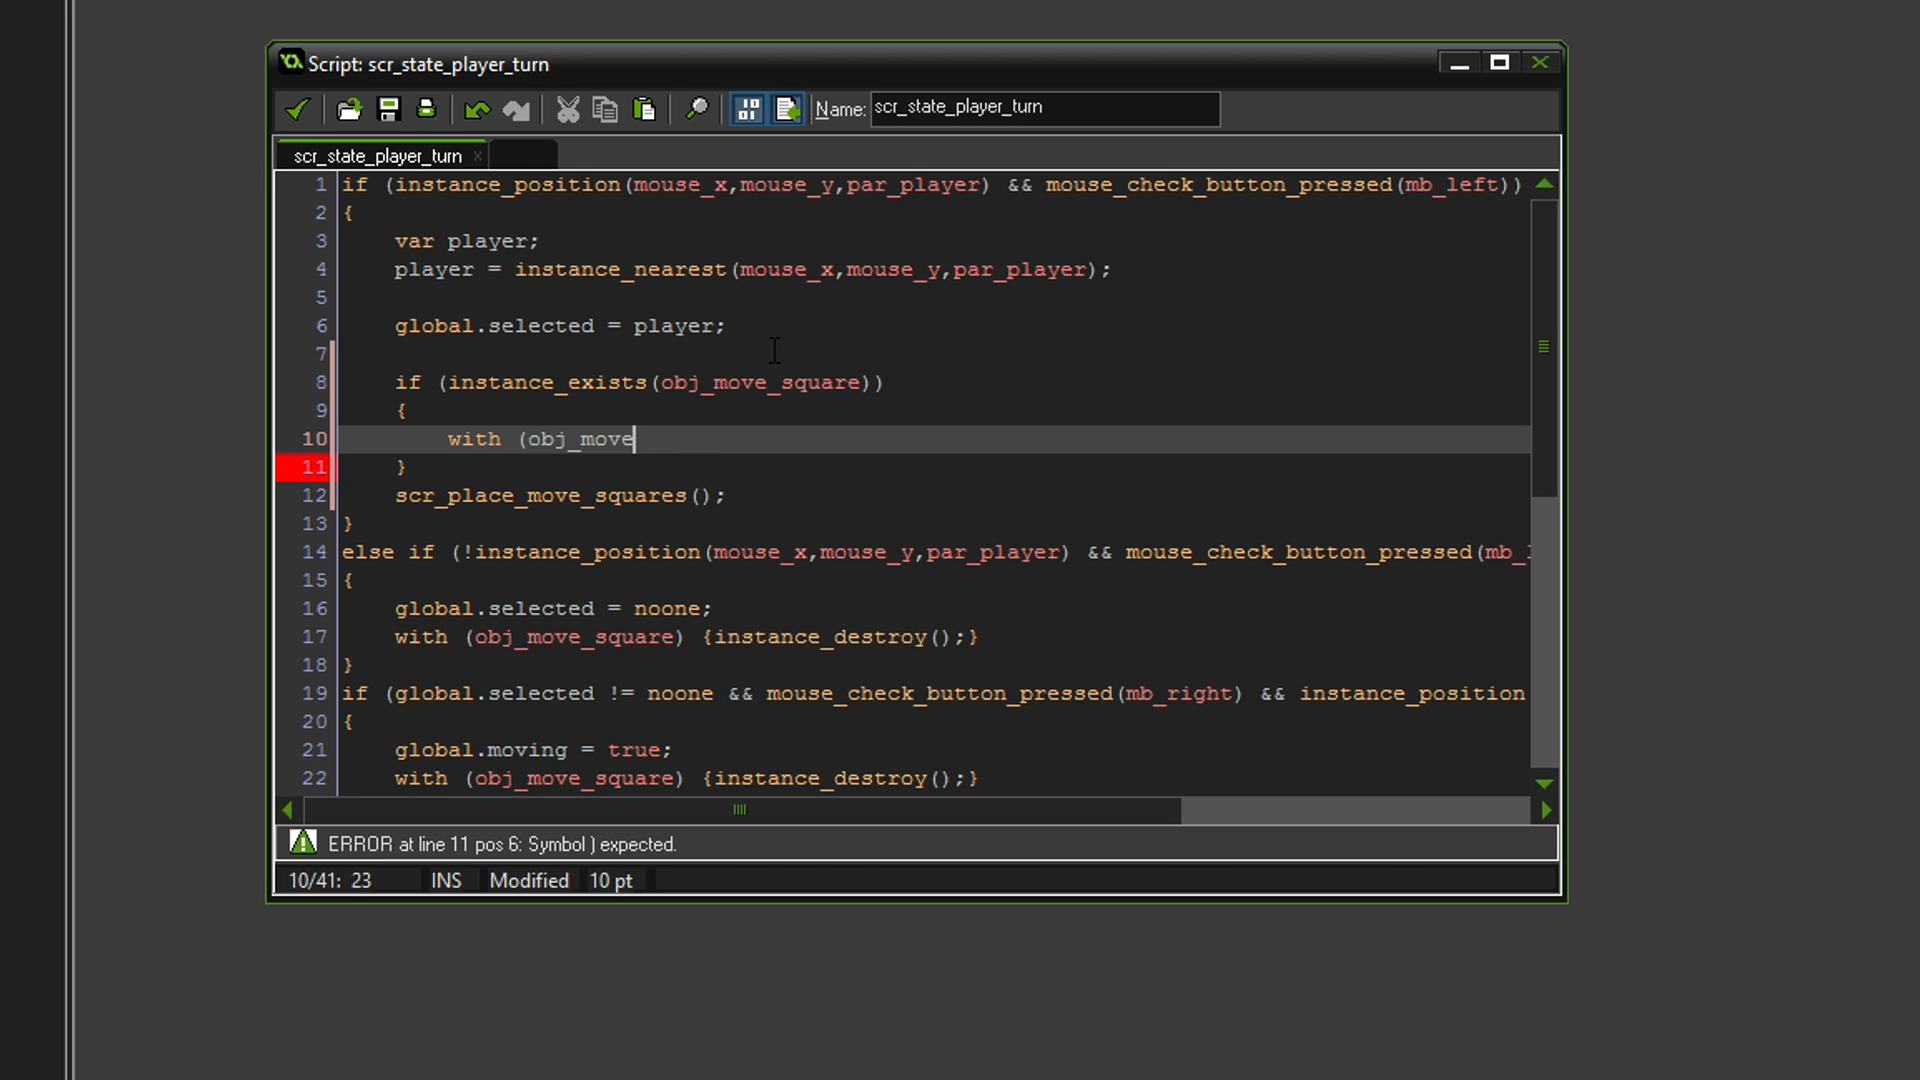 Script: scr_state_player_turn
Name: scr_state_player_turn
scr_state_player_turn x
1 if (instance_position(mouse_x,mouse_y,par_player) && mouse_check_button_pressed(mb_left))
2 {
3 var player;
4 player = instance_nearest(mouse_x,mouse_y,par_player);
5
6 global.selected = player;
7
8 if (instance_exists(obj_move_square))
9 {
10 with (obj_move
11 }
12 scr_place_move_squares();
13 }
14 else if (!instance_position(mouse_x,mouse_y,par_player) && mouse_check_button_pressed(mb_
15 {
16 global.selected = noone;
17 with (obj_move_square) {instance_destroy();}
18 }
19 if (global.selected != noone && mouse_check_button_pressed(mb_right) && instance_position
20 {
21 global.moving = true;
22 with (obj_move_square) {instance_destroy();}
ERROR at line 11 pos 6: Symbol ) expected.
10/41: 23 INS Modified 10 pt